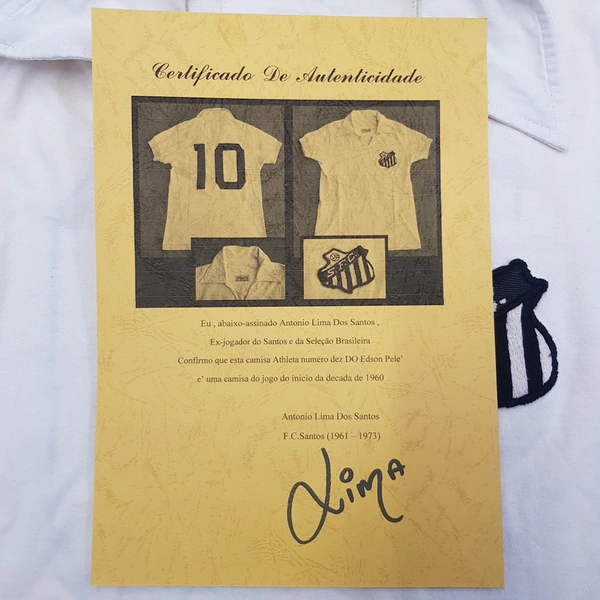 Certificado De Autenticidade
10
SFC
Eu , abaixo-assinado Antonio Lima Dos Santos ,
Ex-jogador do Santos e da Seleção Brasileira
Confirmo que esta camisa Athleta numero dez DO Edson Pele'
e' uma camisa do jogo do inicio da decada de 1960
Antonio Lima Dos Santos
F.C.Santos (1961 – 1973)
Lima